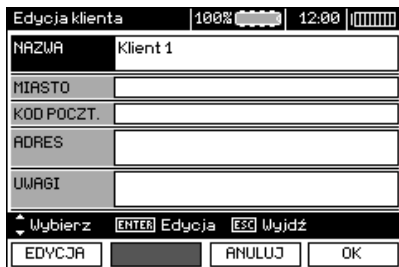 Edycja klienta 100% 12:00
NAZWA Klient 1
MIASTO
KOD POCZT.
ADRES
UWAGI
Wybierz ENTER Edycja ESC Wyjdź
EDYCJA ANULUJ OK